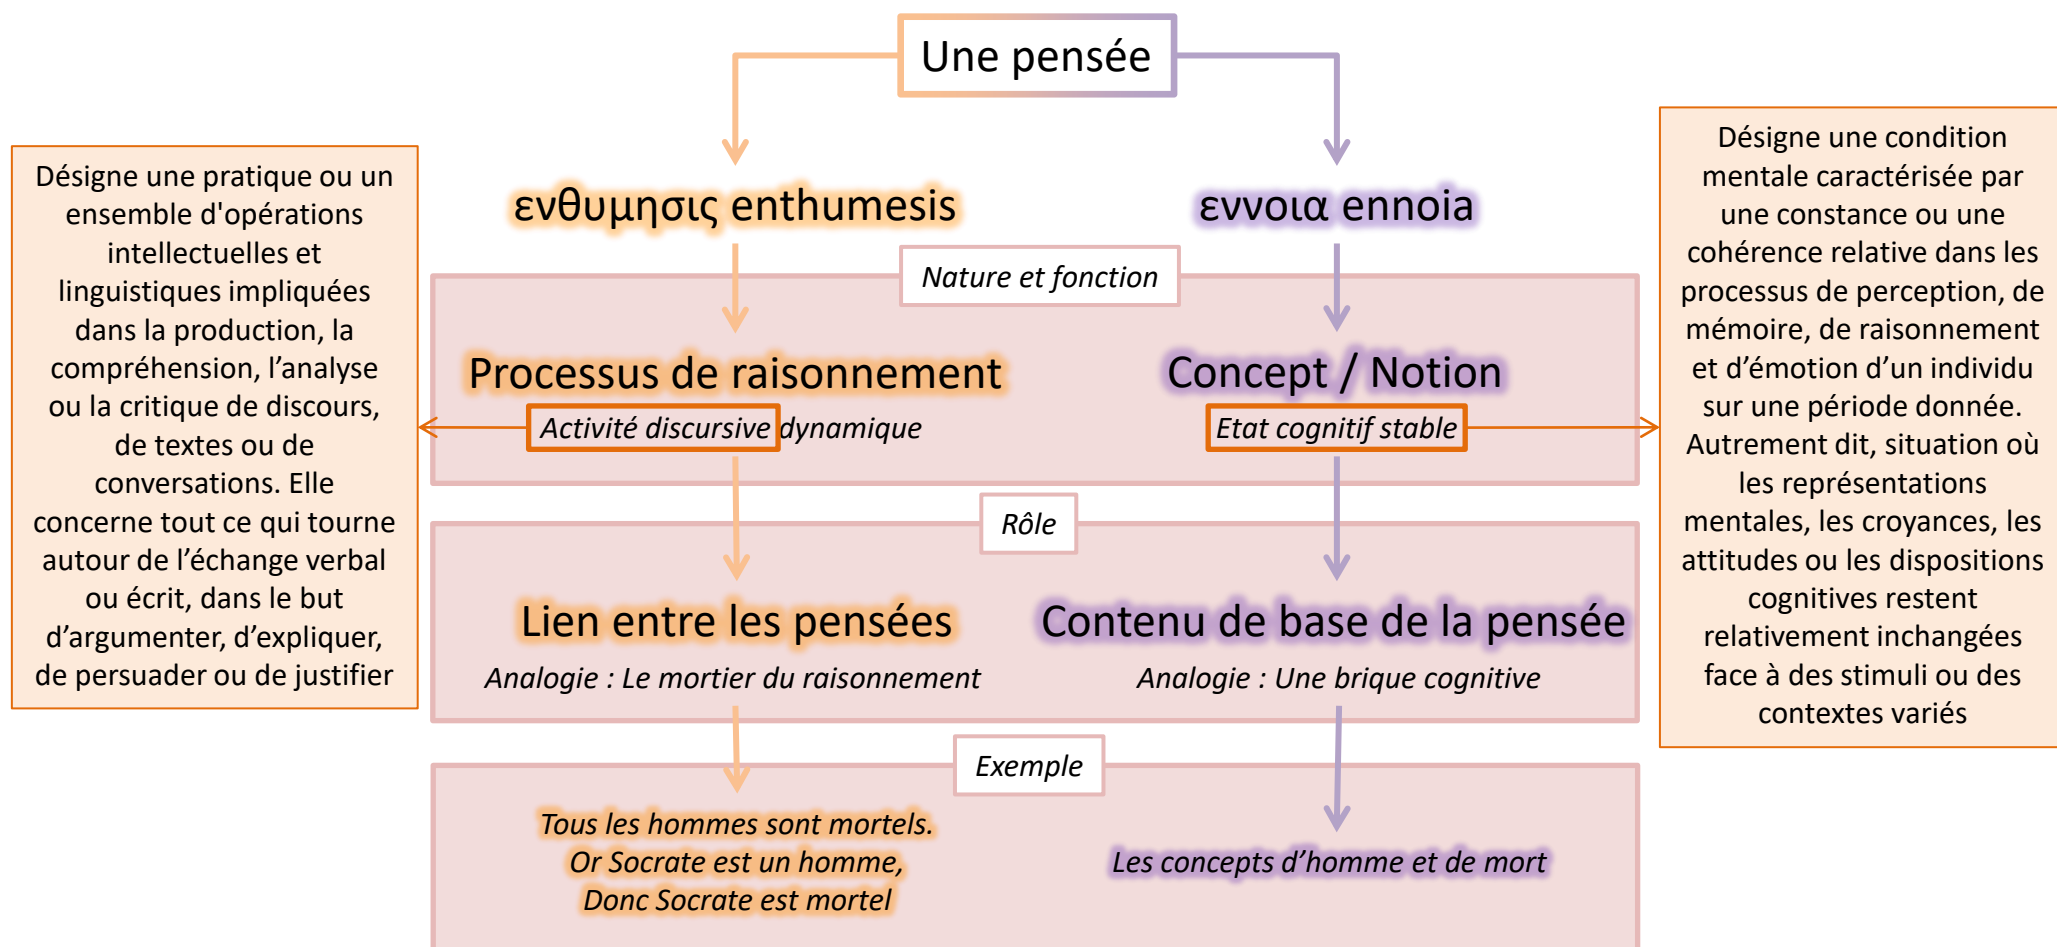 Une pensée
ενθυμησις enthumesis
εννοια ennoia
Nature et fonction
Processus de raisonnement
Activité discursive dynamique
Concept / Notion
Etat cognitif stable
Désigne une pratique ou un
ensemble d'opérations
intellectuelles et
linguistiques impliquées
dans la production, la
compréhension, l’analyse
ou la critique de discours,
de textes ou de
conversations. Elle
concerne tout ce qui tourne
autour de l’échange verbal
ou écrit, dans le but
d’argumenter, d’expliquer,
de persuader ou de justifier
Désigne une condition
mentale caractérisée par
une constance ou une
cohérence relative dans les
processus de perception, de
mémoire, de raisonnement
et d’émotion d’un individu
sur une période donnée.
Autrement dit, situation où
les représentations
mentales, les croyances, les
attitudes ou les dispositions
cognitives restent
relativement inchangées
face à des stimuli ou des
contextes variés
Rôle
Lien entre les pensées
Analogie : Le mortier du raisonnement
Contenu de base de la pensée
Analogie : Une brique cognitive
Exemple
Tous les hommes sont mortels.
Or Socrate est un homme,
Donc Socrate est mortel
Les concepts d’homme et de mort